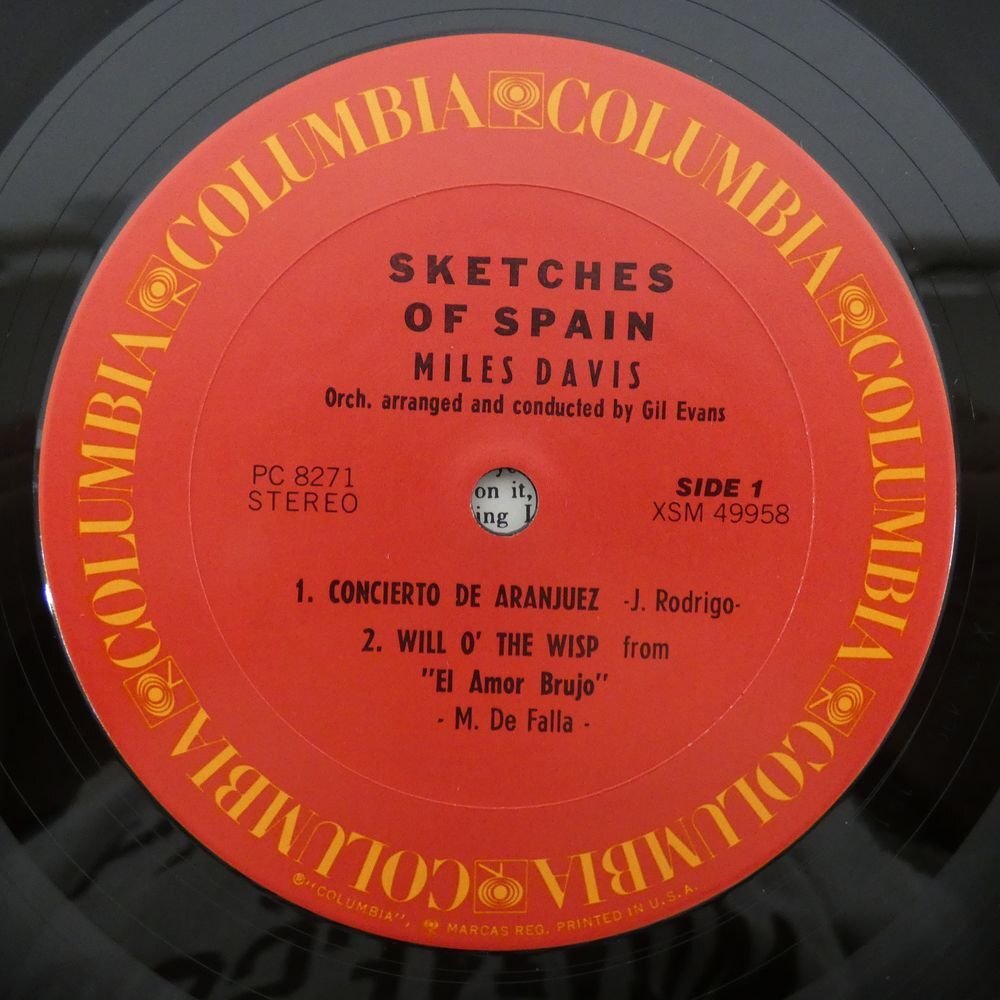 COLUMBIA COLUMBIA COLUMBIA COLUMBIA COLUMBIA COLUMBIA
SKETCHES
OF SPAIN
MILES DAVIS
Orch. arranged and conducted by Gil Evans
PC 8271
STEREO
on it,
ing I
SIDE 1
XSM 49958
1. CONCIERTO DE ARANJUEZ -J. Rodrigo-
2. WILL O' THE WISP from
"El Amor Brujo"
- M. De Falla -
®"COLUMBIA", MARCAS REG. PRINTED IN U.S.A.